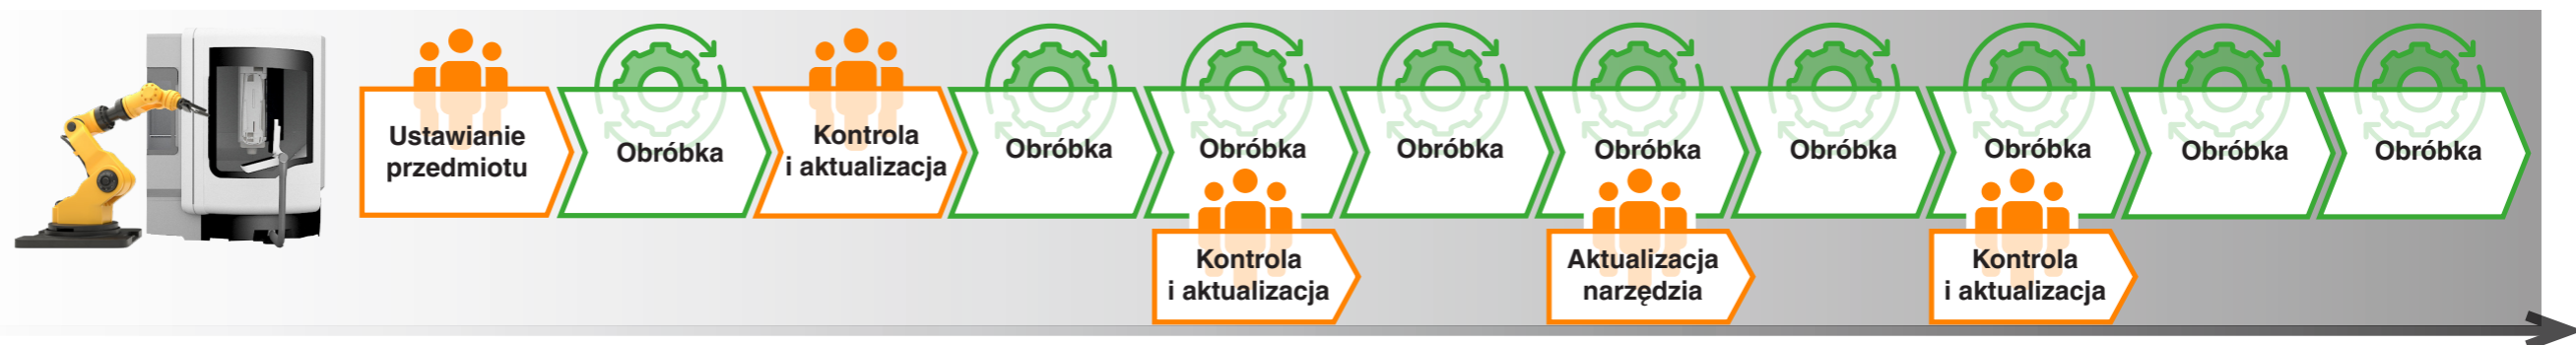 Ustawianie
przedmiotu
Obróbka
Kontrola
i aktualizacja
Obróbka
Obróbka
Obróbka
Obróbka
Obróbka
Obróbka
Obróbka
Obróbka
Kontrola
i aktualizacja
Aktualizacja
narzędzia
Kontrola
i aktualizacja